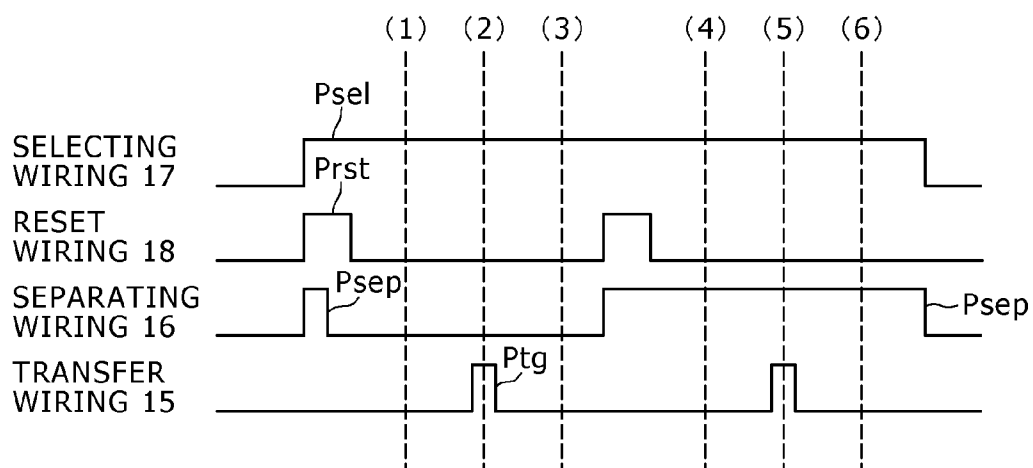 (1) (2) (3) (4) (5) (6)
Psel
SELECTING
WIRING 17
Prst
RESET
WIRING 18
Psep
SEPARATING
WIRING 16
Psep
Ptg
TRANSFER
WIRING 15